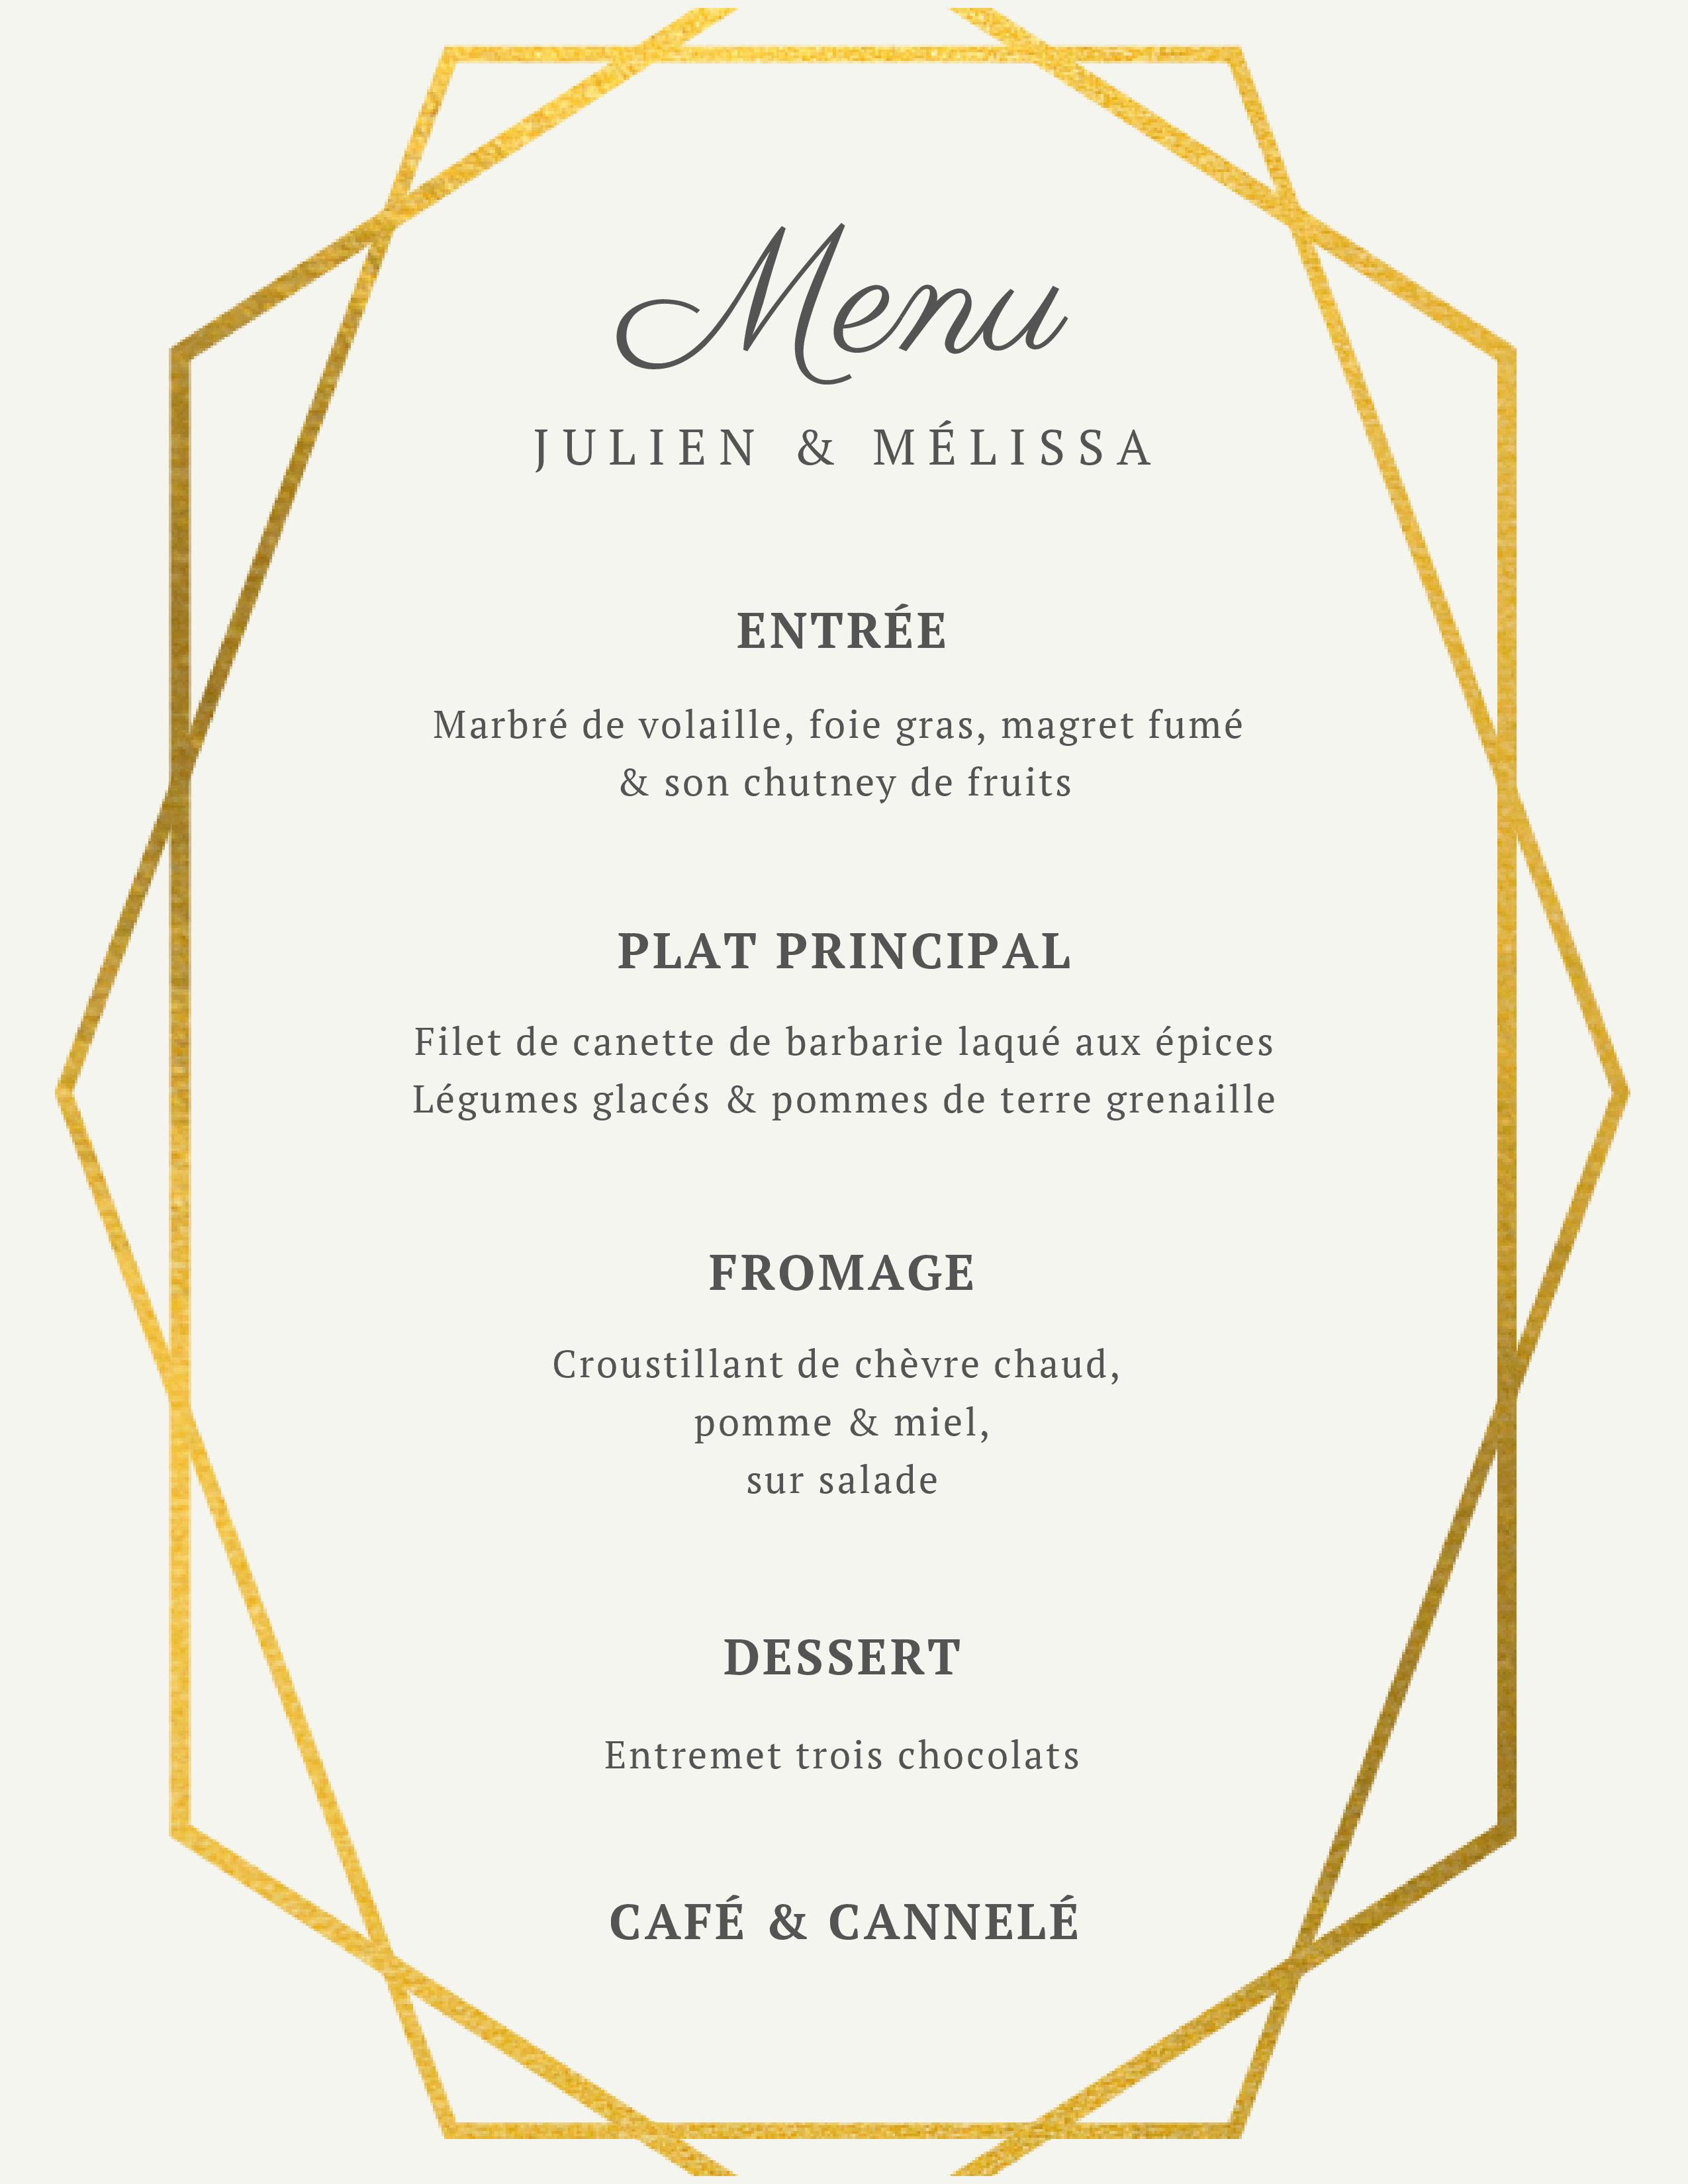 Menu
JULIEN & MÉLISSA
ENTRÉE
Marbré de volaille, foie gras, magret fumé
& son chutney de fruits
PLAT PRINCIPAL
Filet de canette de barbarie laqué aux épices
Légumes glacés & pommes de terre grenaille
FROMAGE
Croustillant de chèvre chaud,
pomme & miel,
sur salade
DESSERT
Entremet trois chocolats
CAFÉ & CANNELÉ